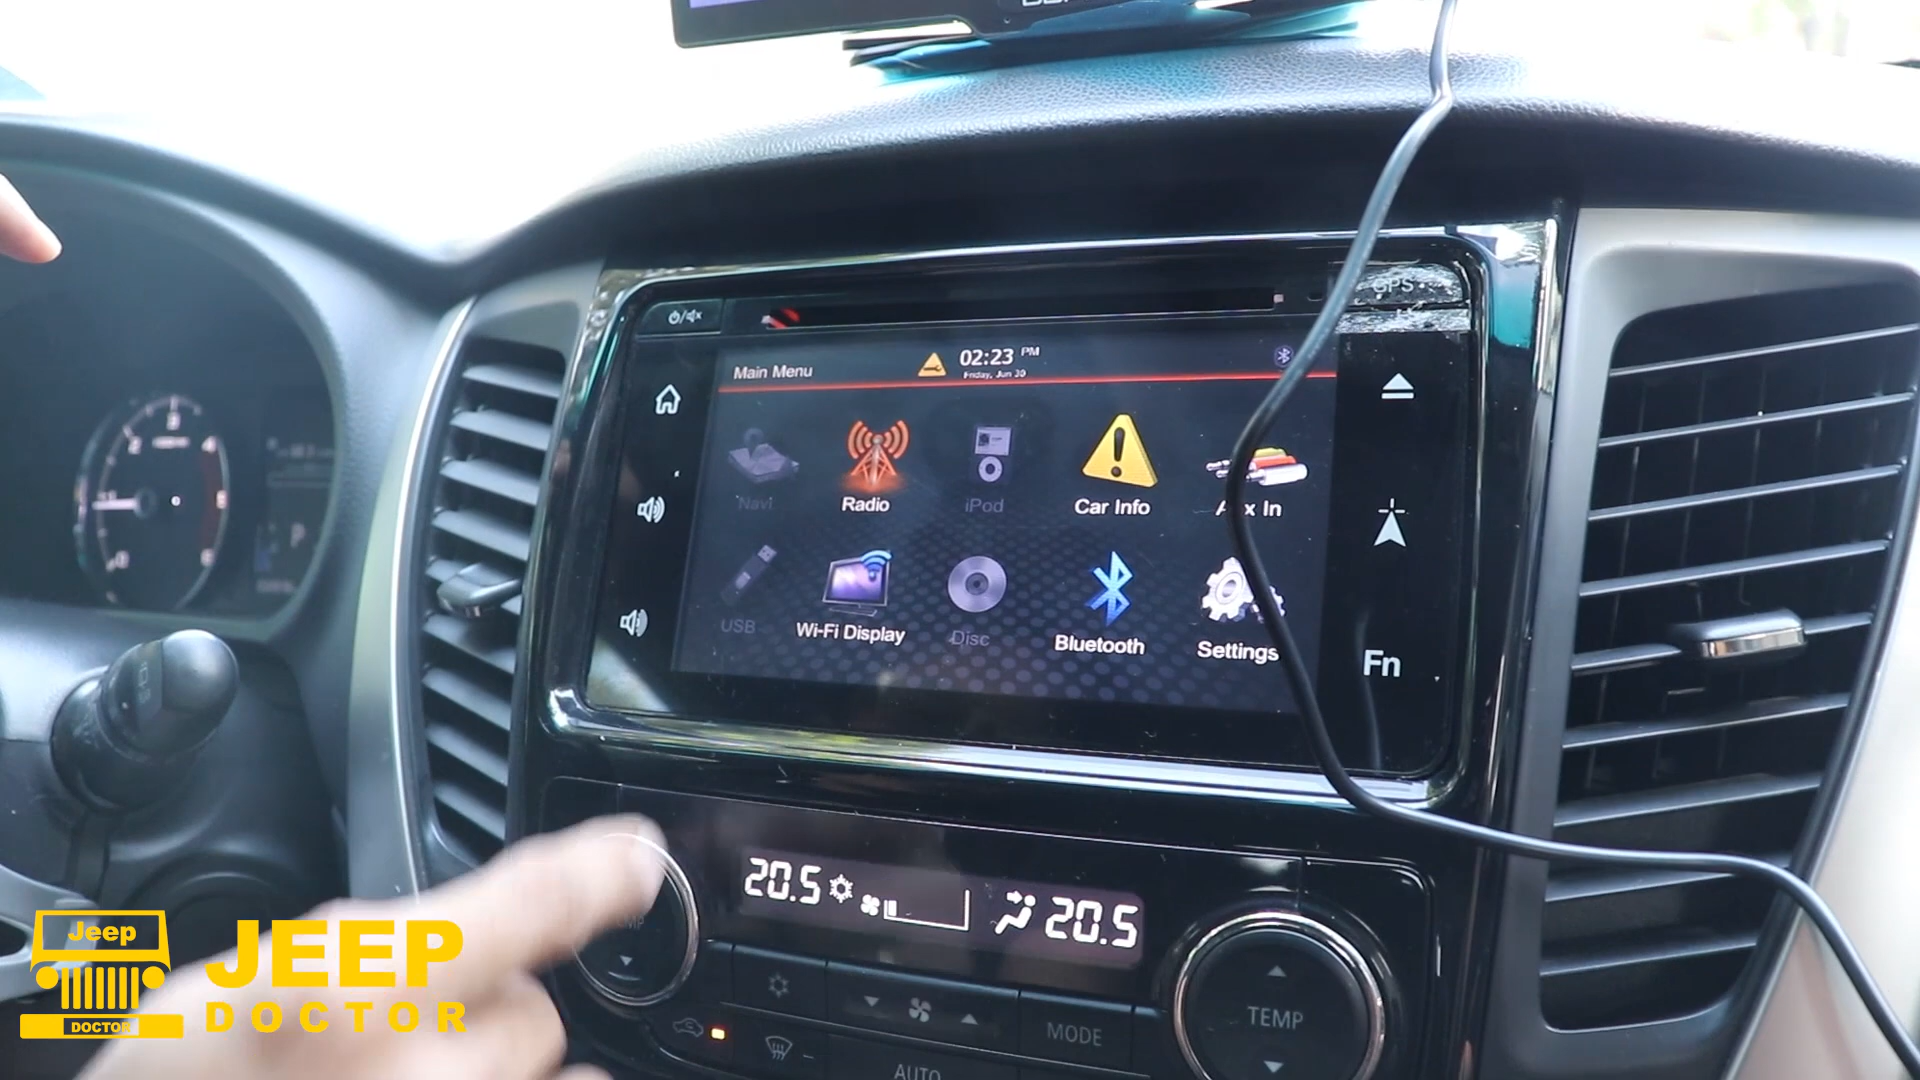 GPS
Main Menu
02:23 PM
Friday, Jun 30
Navi
Radio
iPod
Car Info
USB
Wi-Fi Display
Disc
Bluetooth
Settings
Fn
20.5
20.5
TEMP
MODE
AUTO
Jeep
DOCTOR
JEEP
DOCTOR